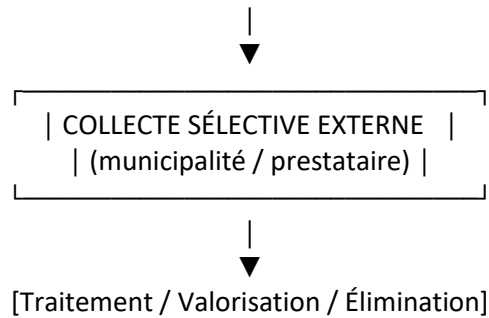 │
▼
┌─────────────────────┐
│ COLLECTE SÉLECTIVE EXTERNE │
│ (municipalité / prestataire) │
└─────────────────────┘
│
▼
[Traitement / Valorisation / Élimination]